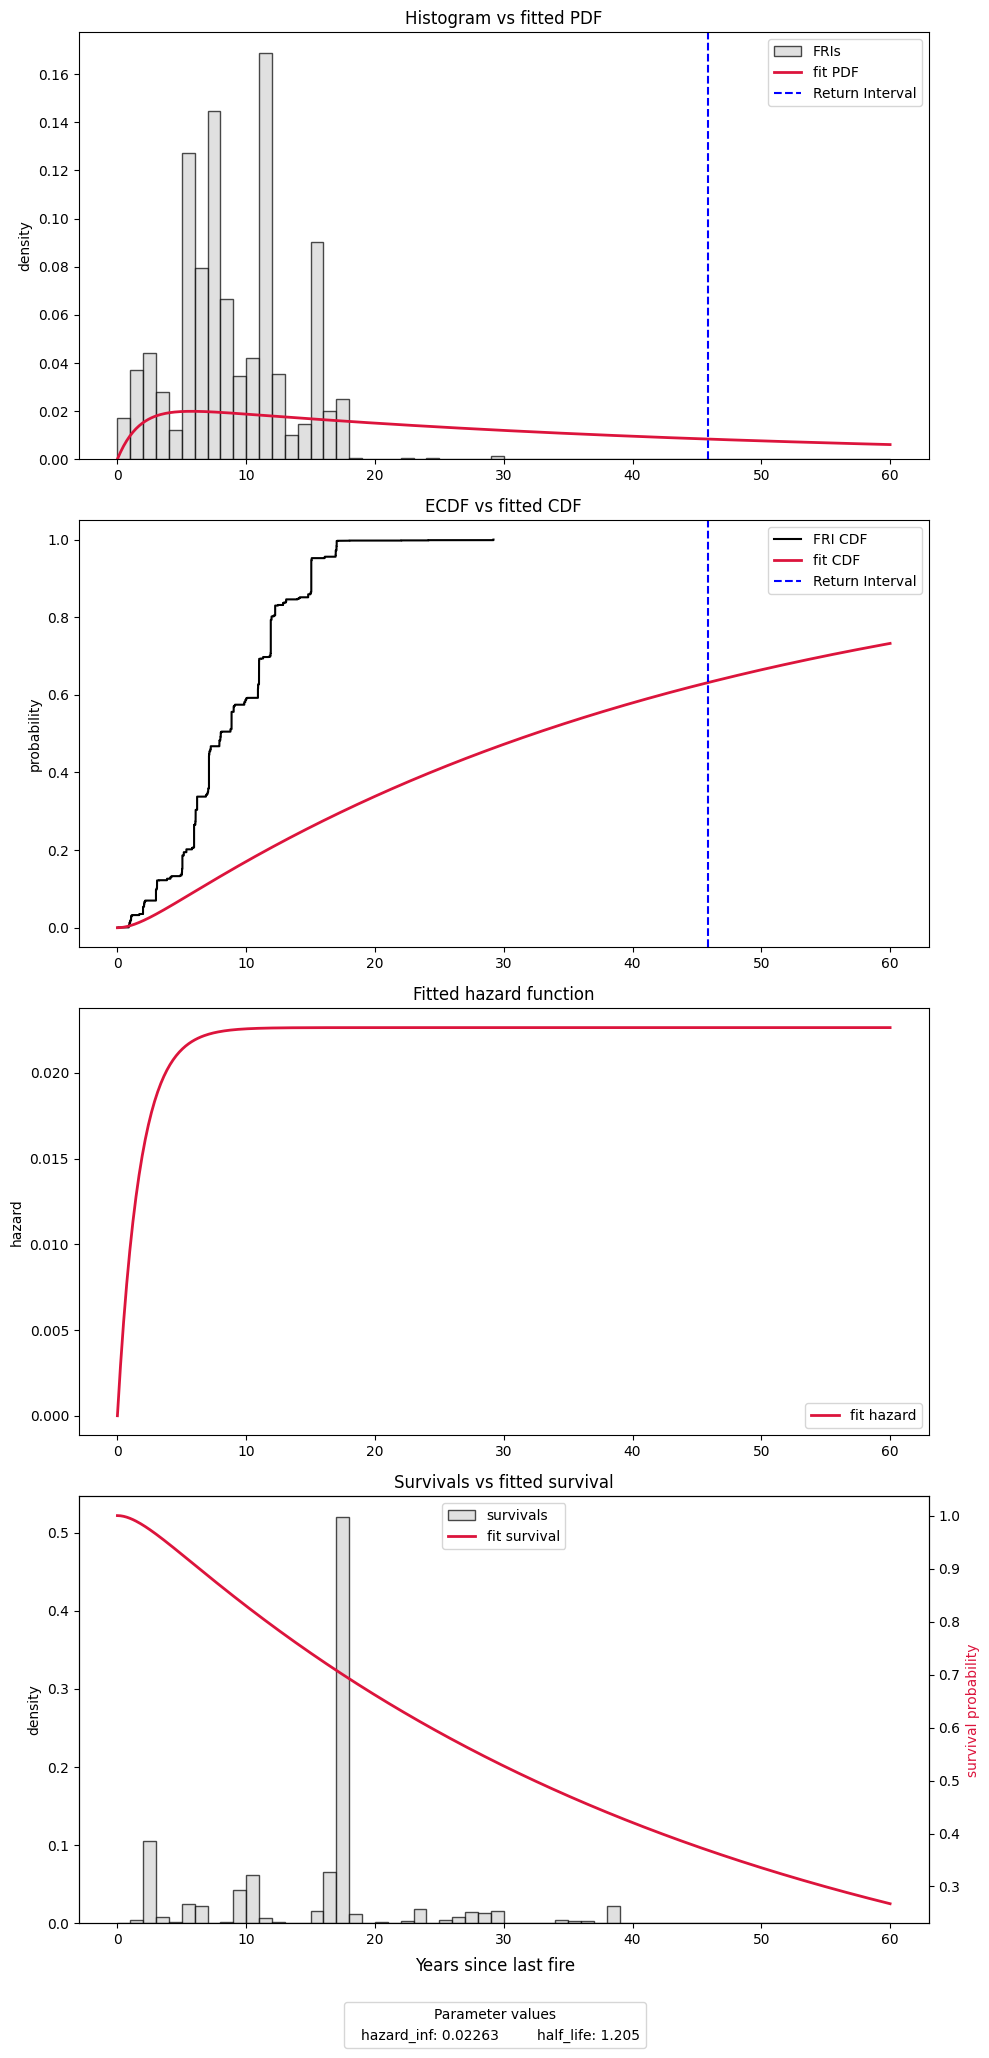 Histogram vs fitted PDF
FRIs
fit PDF
Return Interval
density
0.16
0.14
0.12
0.10
0.08
0.06
0.04
0.02
0.00
0 10 20 30 40 50 60
ECDF vs fitted CDF
FRI CDF
fit CDF
Return Interval
probability
1.0
0.8
0.6
0.4
0.2
0.0
0 10 20 30 40 50 60
Fitted hazard function
hazard
0.020
0.015
0.010
0.005
0.000
fit hazard
0 10 20 30 40 50 60
Survivals vs fitted survival
survivals
fit survival
density
0.5
0.4
0.3
0.2
0.1
0.0
1.0
0.9
0.8
0.7
0.6
0.5
0.4
0.3
survival probability
0 10 20 30 40 50 60
Years since last fire
Parameter values
hazard_inf: 0.02263 half_life: 1.205